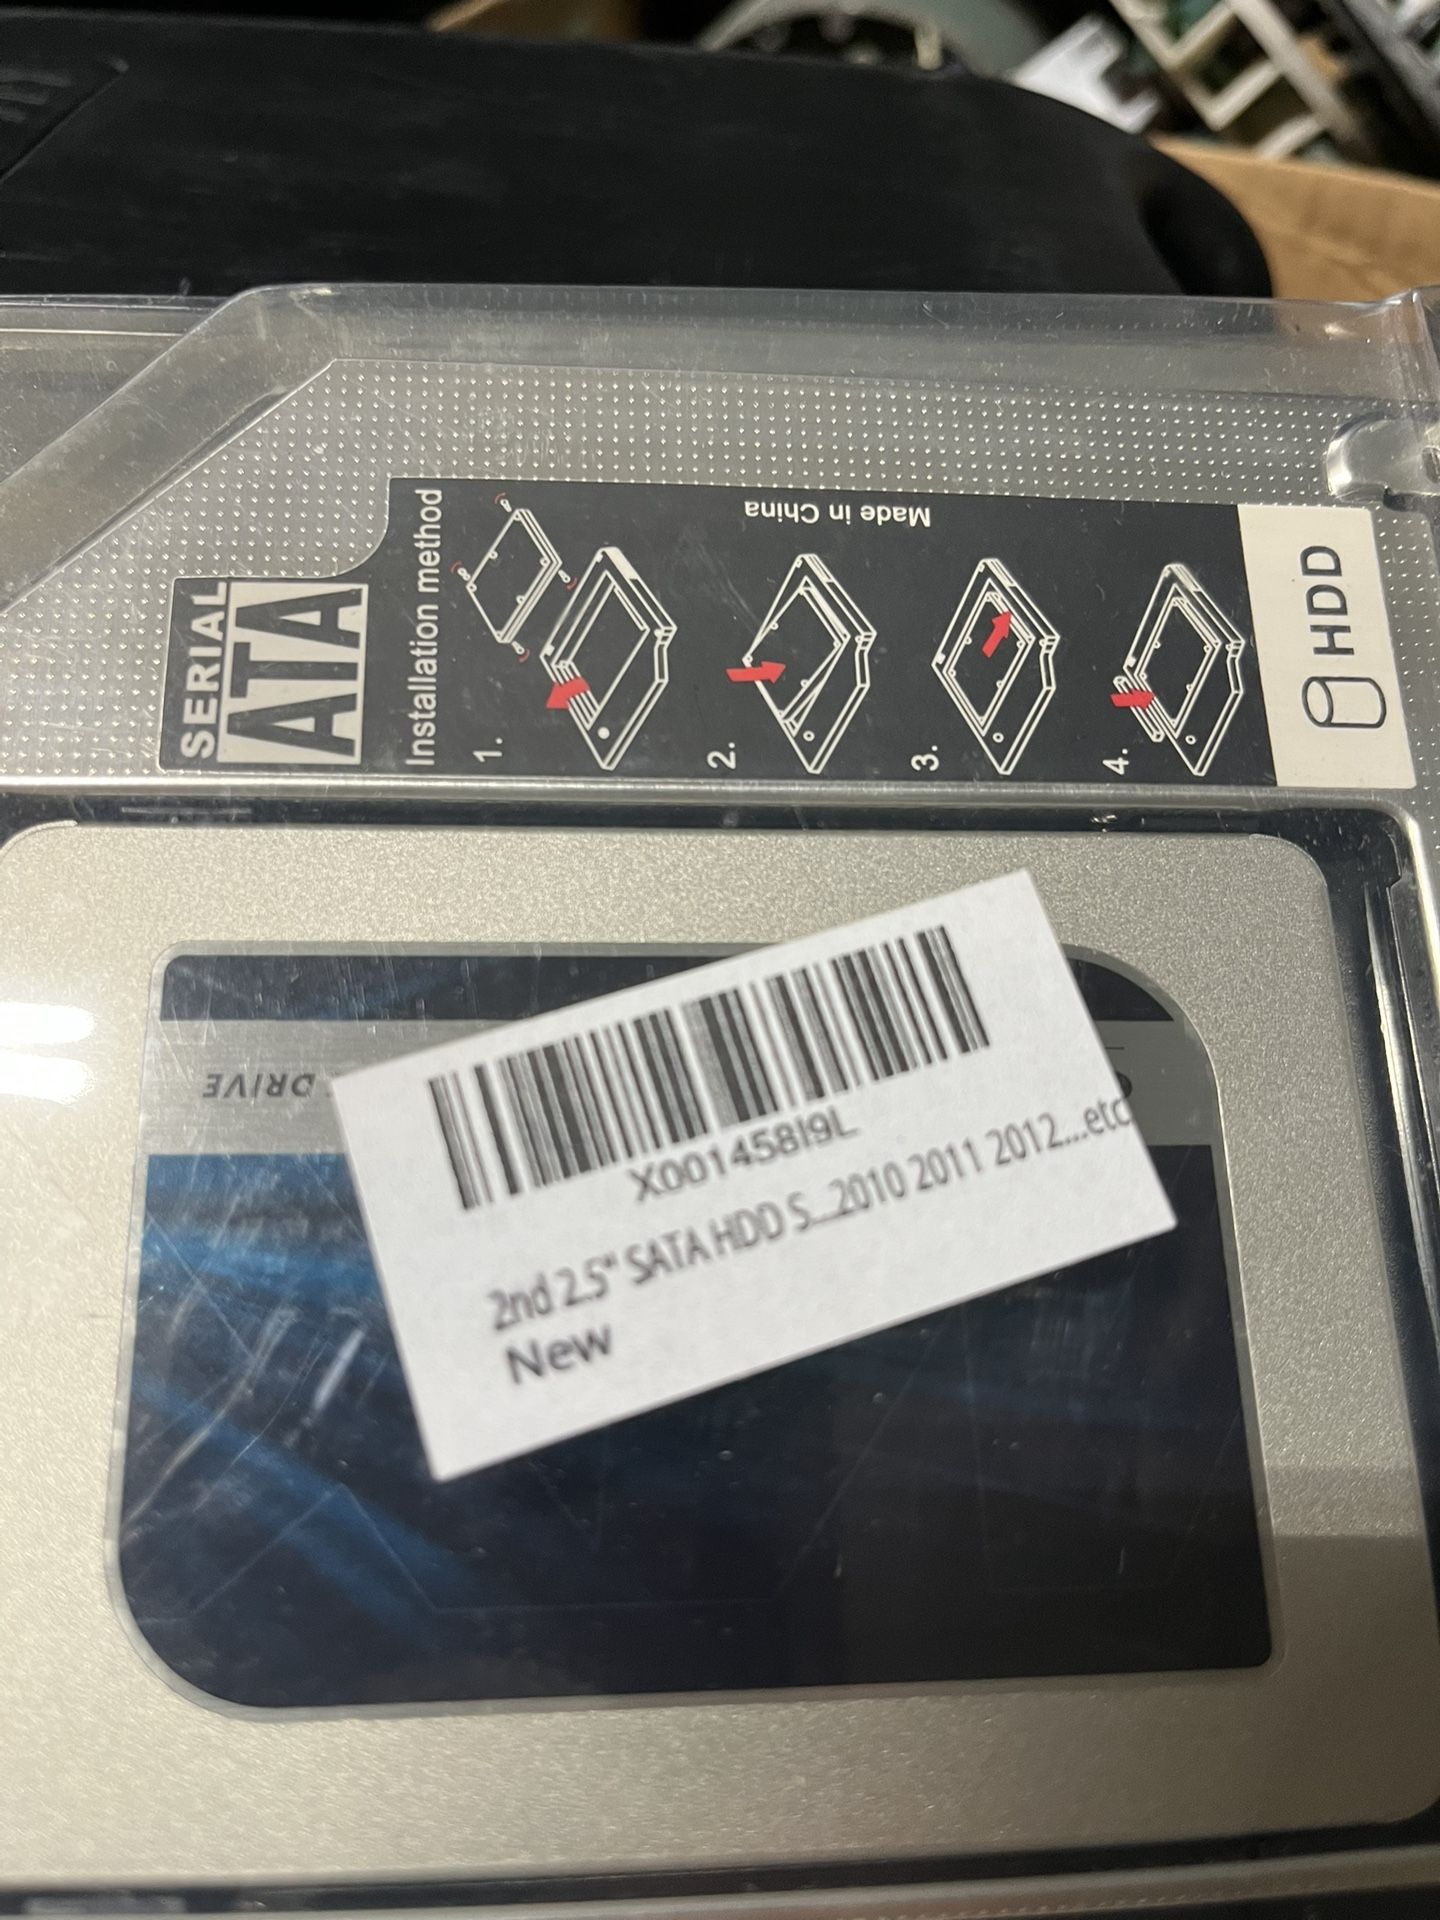 SERIAL
ATA
Installation method
1.
2.
3.
4.
Made in China
HDD
DRIVE
X001458I9L
2nd 2.5" SATA HDD S...2010 2011 2012...etc
New